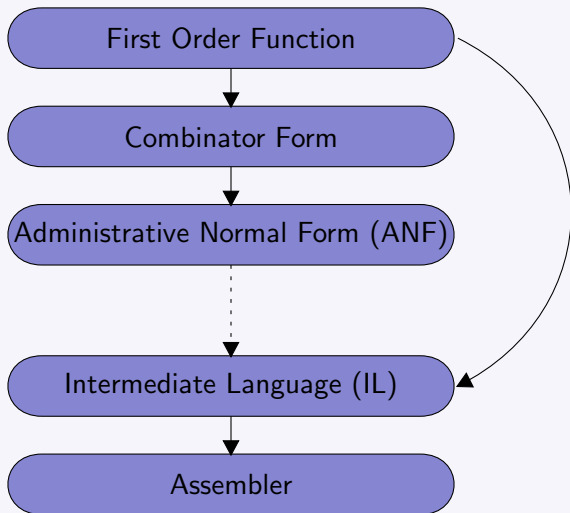 First Order Function
Combinator Form
Administrative Normal Form (ANF)
Intermediate Language (IL)
Assembler